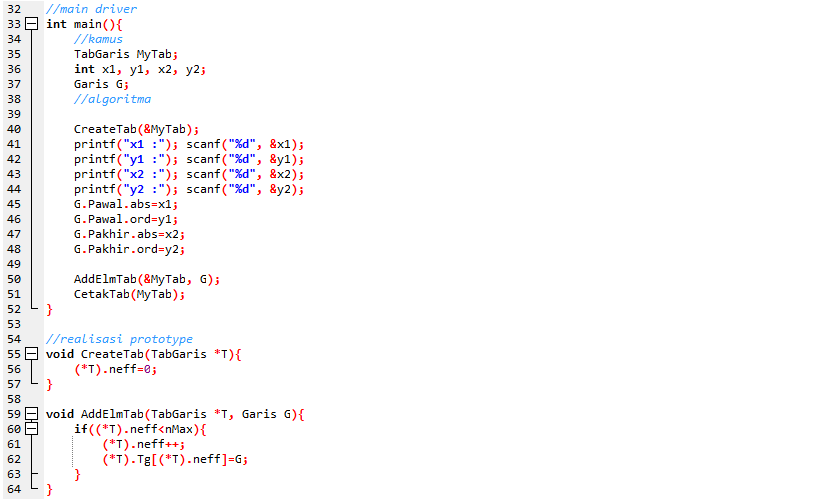 32 //main driver
33 int main(){
34 //kamus
35 TabGaris MyTab;
36 int x1, y1, x2, y2;
37 Garis G;
38 //algoritma
39
40 CreateTab(&MyTab);
41 printf("x1 :"); scanf("%d", &x1);
42 printf("y1 :"); scanf("%d", &y1);
43 printf("x2 :"); scanf("%d", &x2);
44 printf("y2 :"); scanf("%d", &y2);
45 G.Pawal.abs=x1;
46 G.Pawal.ord=y1;
47 G.Pakhir.abs=x2;
48 G.Pakhir.ord=y2;
49
50 AddElmTab(&MyTab, G);
51 CetakTab(MyTab);
52 }
53
54 //realisasi prototype
55 void CreateTab(TabGaris *T){
56 (*T).neff=0;
57 }
58
59 void AddElmTab(TabGaris *T, Garis G){
60 if((*T).neff<nMax){
61 (*T).neff++;
62 (*T).Tg[(*T).neff]=G;
63 }
64 }